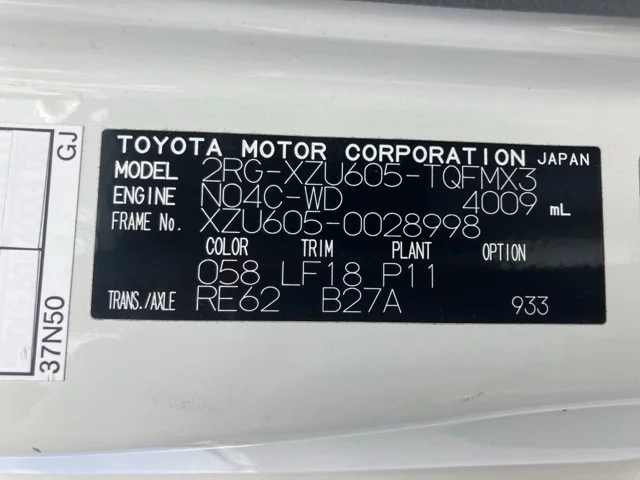 TOYOTA MOTOR CORPORATION JAPAN
MODEL 2RG-XZU605-TQFMX3
ENGINE N04C-WD 4009 mL
FRAME No. XZU605-0028998
COLOR TRIM PLANT OPTION
058 LF18 P11
TRANS./AXLE RE62 B27A 933
GJ
37N50